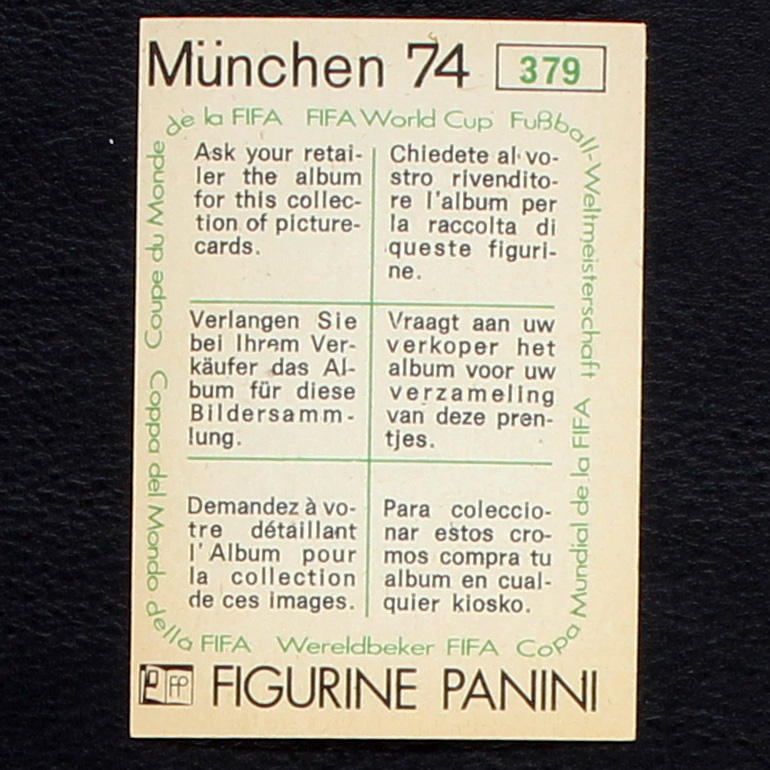 München 74 379
de la FIFA FIFA World Cup Fußball-Weltmeisterschaft
Ask your retai-
ler the album
for this collec-
tion of picture-
cards.
Chiedete al vo-
stro rivendito-
re l'album per
la raccolta di
queste figuri-
ne.
Verlangen Sie
bei Ihrem Ver-
käufer das Al-
bum für diese
Bildersamm-
lung.
Vraagt aan uw
verkoper het
album voor uw
verzameling
van deze pren-
tjes.
Demandez à vo-
tre détaillant
l'Album pour
la collection
de ces images.
Para coleccio-
nar estos cro-
mos compra tu
album en cual-
quier kiosko.
Copa Mundial de la FIFA
Coupe du Monde
Coppa del Mondo della FIFA Wereldbeker FIFA
FP FIGURINE PANINI